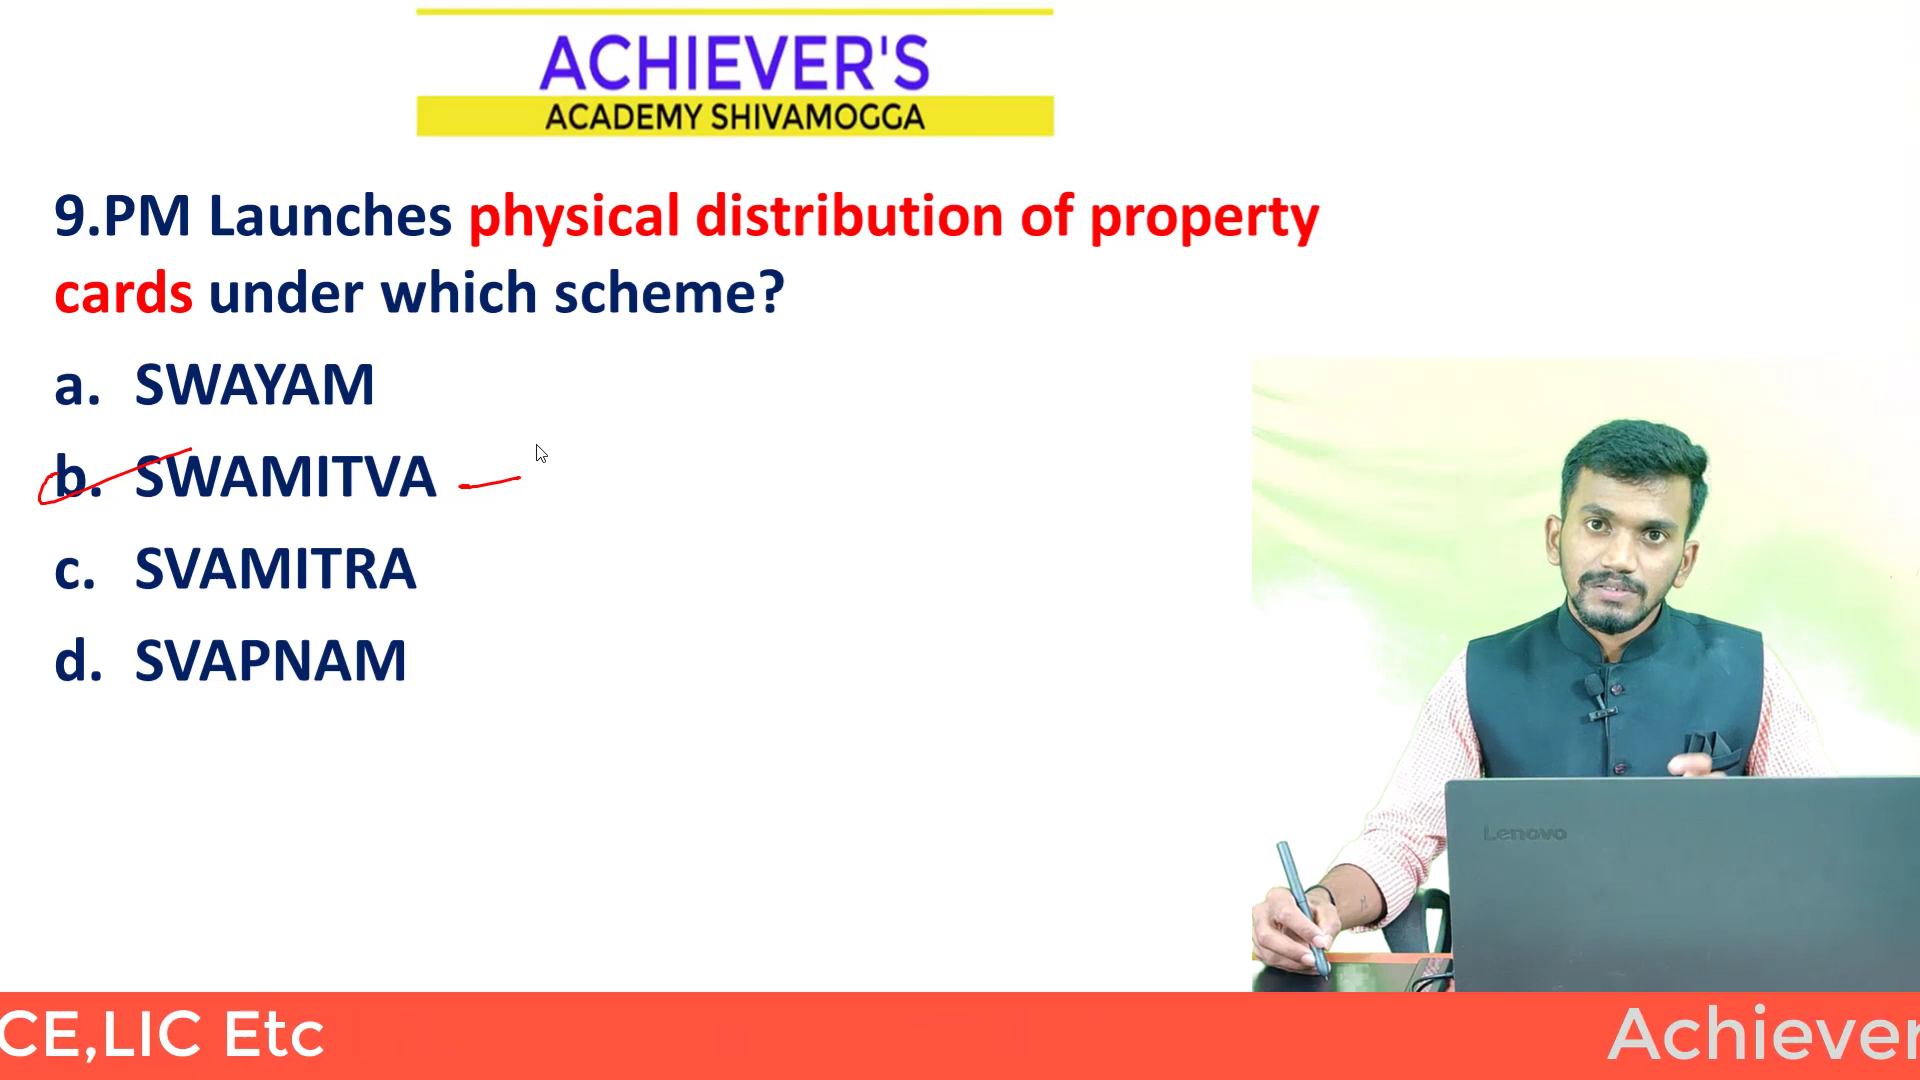 ACHIEVER'S
ACADEMY SHIVAMOGGA
9.PM Launches physical distribution of property
cards under which scheme?
a. SWAYAM
b. SWAMITVA
c. SVAMITRA
d. SVAPNAM
Lenovo
CE,LIC Etc
Achiever